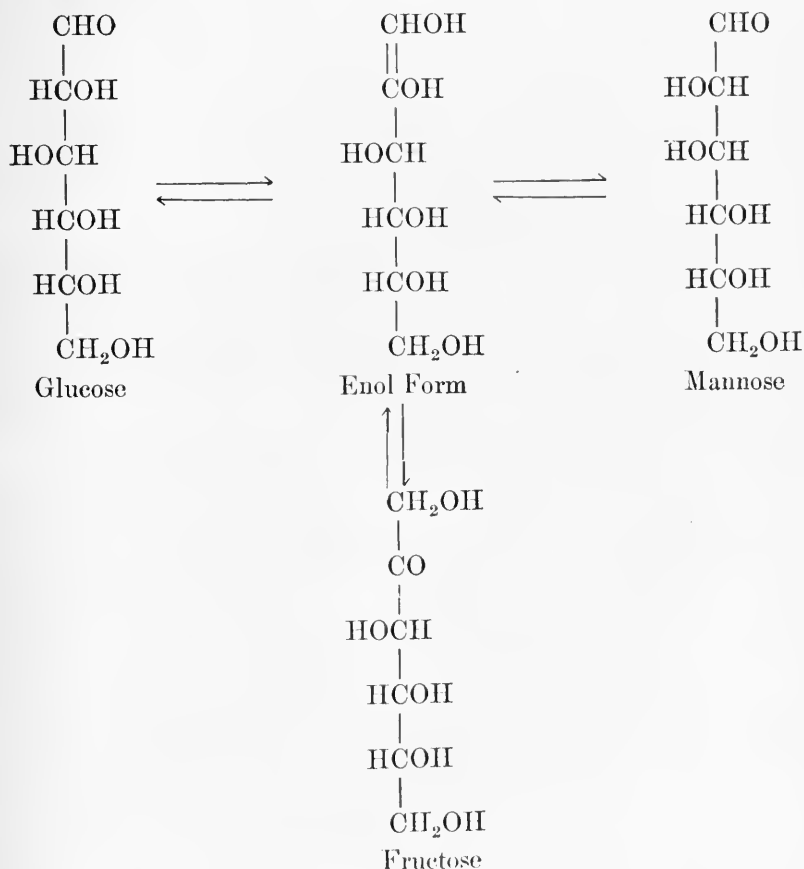 CHO CHOH CHO
HCOH COH HOCH
HOCH HOCH HOCH
HCOH HCOH HCOH
HCOH HCOH HCOH
CH₂OH CH₂OH CH₂OH
Glucose Enol Form Mannose
CH₂OH
CO
HOCH
HCOH
HCOH
CH₂OH
Fructose